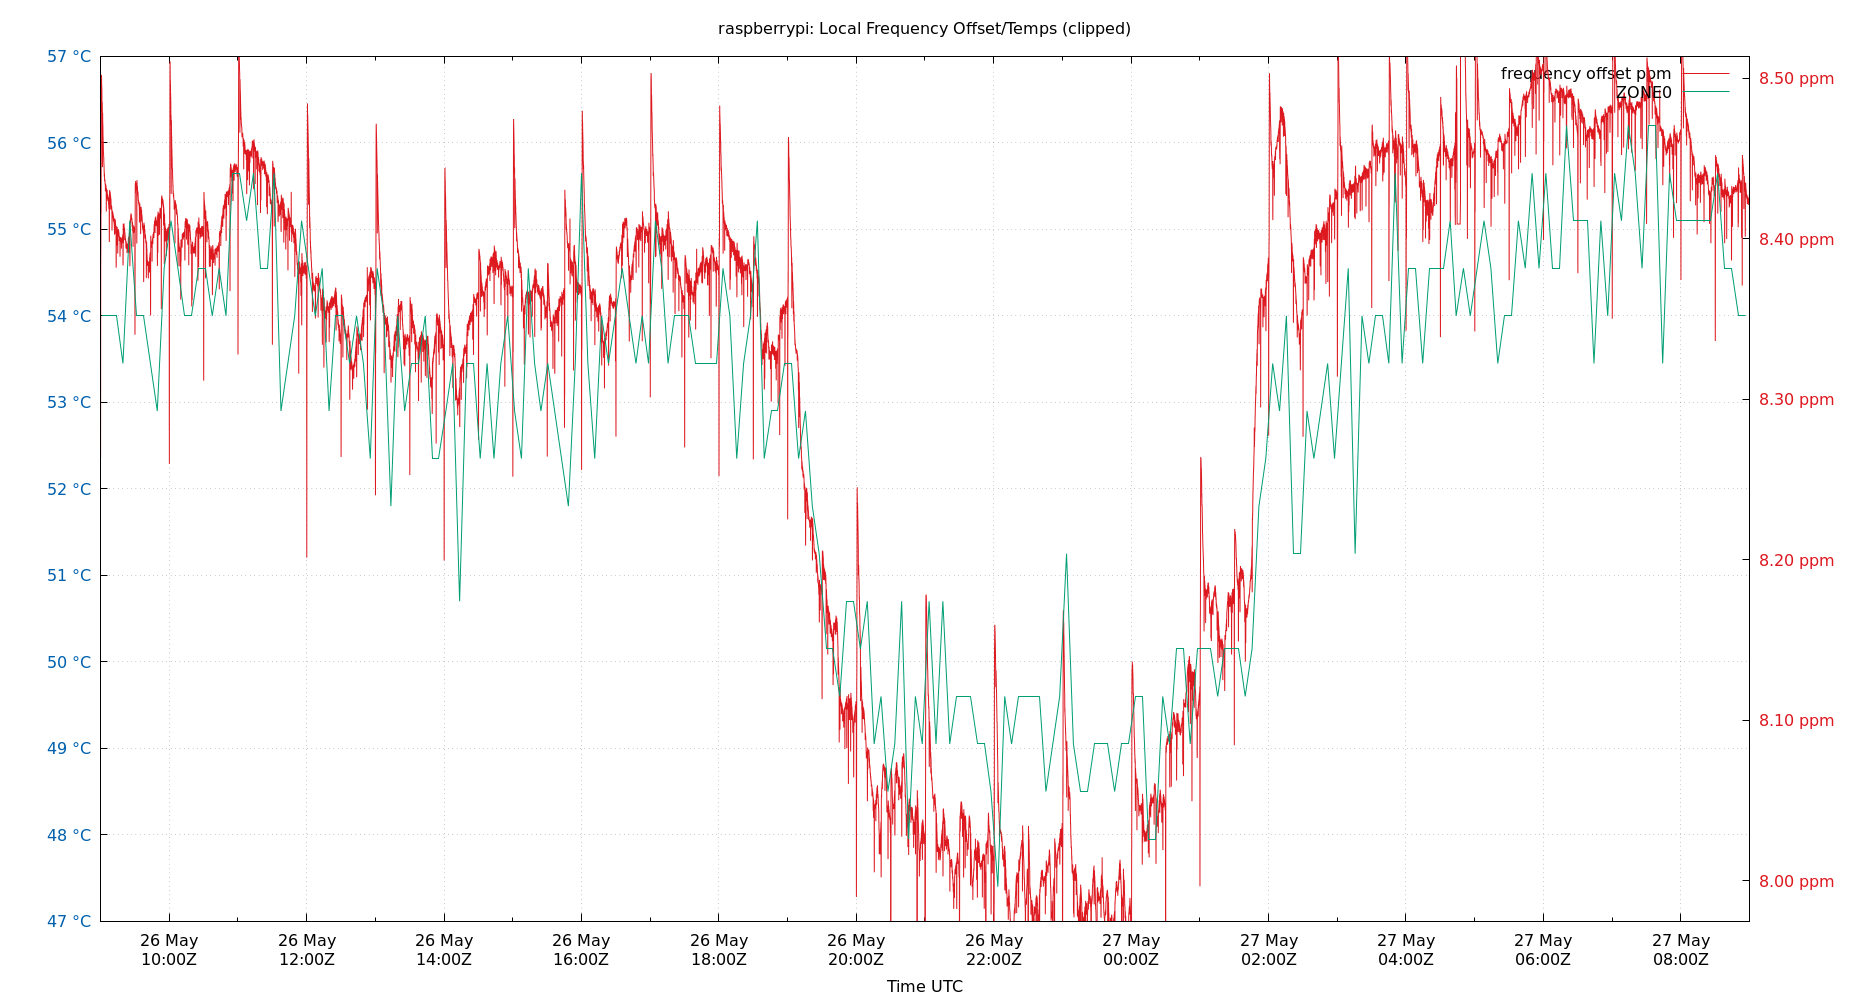 raspberrypi: Local Frequency Offset/Temps (clipped)
57 °C
56 °C
55 °C
54 °C
53 °C
52 °C
51 °C
50 °C
49 °C
48 °C
47 °C
frequency offset ppm
ZONE0
8.50 ppm
8.40 ppm
8.30 ppm
8.20 ppm
8.10 ppm
8.00 ppm
26 May 26 May 26 May 26 May 26 May 26 May 26 May 27 May 27 May 27 May 27 May 27 May
10:00Z 12:00Z 14:00Z 16:00Z 18:00Z 20:00Z 22:00Z 00:00Z 02:00Z 04:00Z 06:00Z 08:00Z
Time UTC